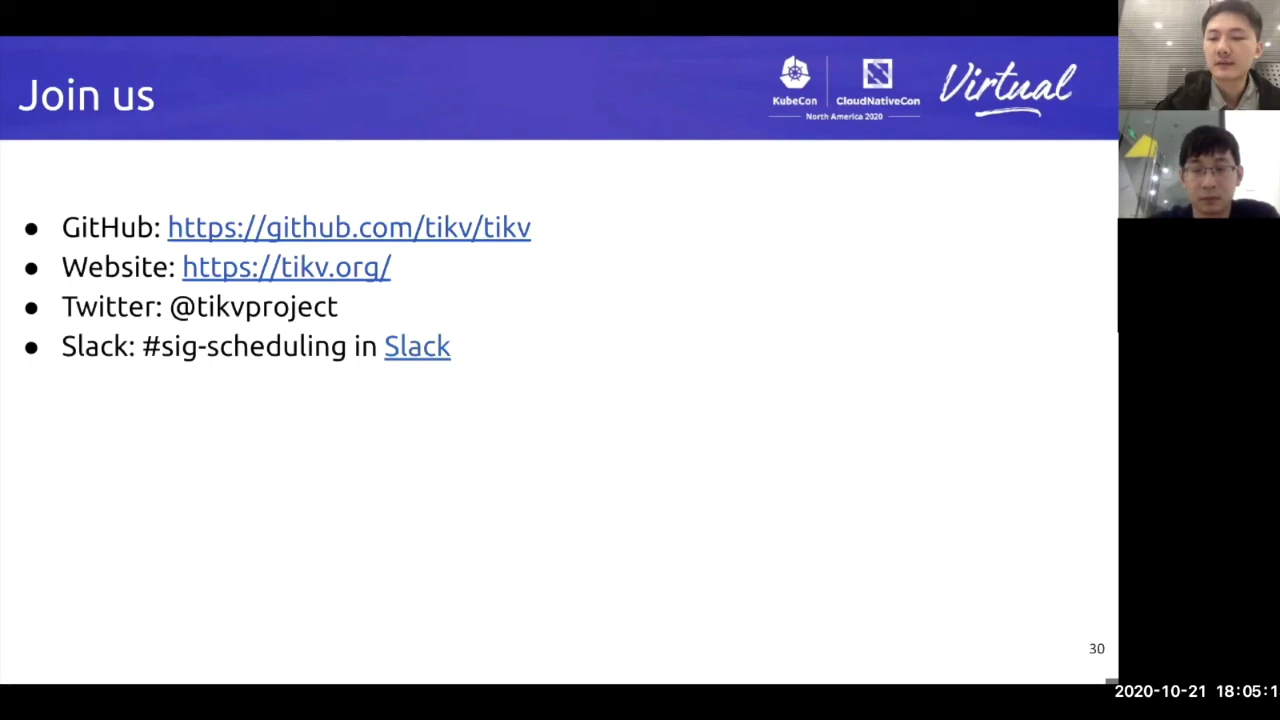 Join us
KubeCon
CloudNativeCon
North America 2020
Virtual
GitHub: https://github.com/tikv/tikv
Website: https://tikv.org/
Twitter: @tikvproject
Slack: #sig-scheduling in Slack
30
2020-10-21 18:05:1